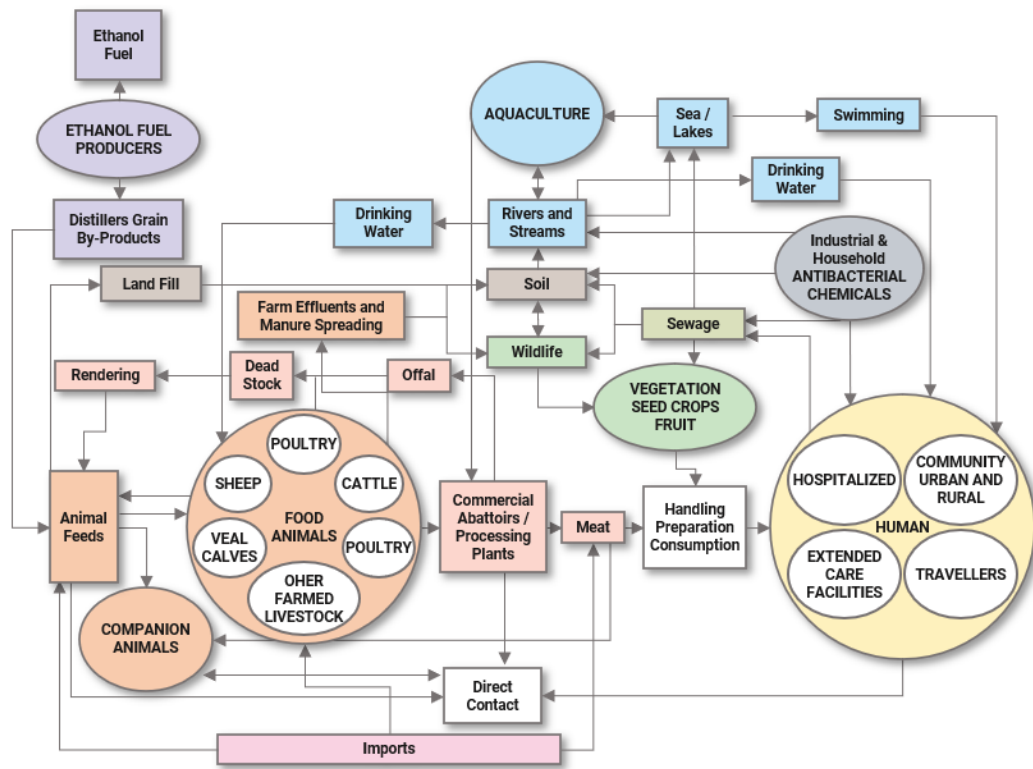 Ethanol
Fuel
ETHANOL FUEL
PRODUCERS
Distillers Grain
By-Products
AQUACULTURE
Sea /
Lakes
Swimming
Drinking
Water
Drinking
Water
Rivers and
Streams
Industrial &
Household
ANTIBACTERIAL
CHEMICALS
Land Fill
Soil
Farm Effluents and
Manure Spreading
Sewage
Wildlife
Rendering
Dead
Stock
Offal
VEGETATION
SEED CROPS
FRUIT
POULTRY
SHEEP
CATTLE
FOOD
ANIMALS
VEAL
CALVES
POULTRY
OHER
FARMED
LIVESTOCK
Animal
Feeds
Commercial
Abattoirs /
Processing
Plants
Meat
Handling
Preparation
Consumption
HOSPITALIZED
COMMUNITY
URBAN AND
RURAL
HUMAN
EXTENDED
CARE
FACILITIES
TRAVELLERS
COMPANION
ANIMALS
Direct
Contact
Imports